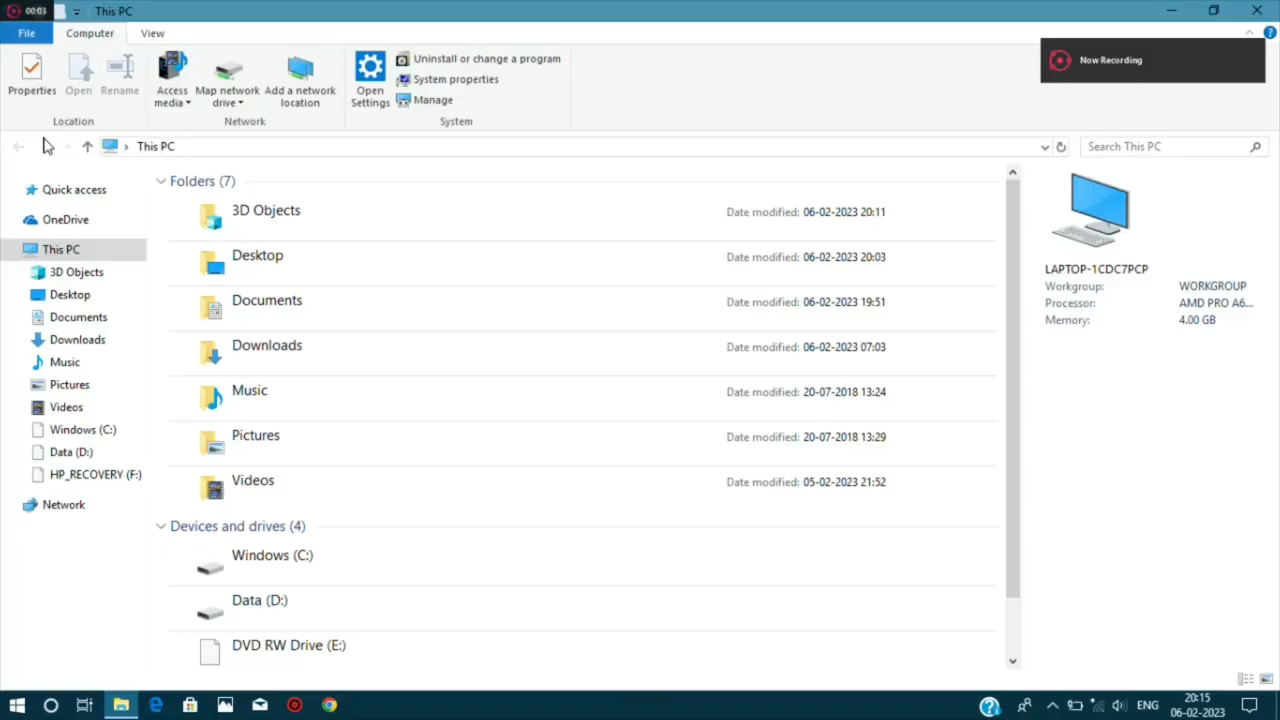 00:03 This PC
File Computer View
Now Recording
Properties Open Rename Access media Map network drive Add a network location Open Settings Uninstall or change a program
System properties
Manage
Location Network System
This PC Search This PC
Quick access
OneDrive
This PC
3D Objects
Desktop
Documents
Downloads
Music
Pictures
Videos
Windows (C:)
Data (D:)
HP_RECOVERY (F:)
Network
Folders (7)
3D Objects Date modified: 06-02-2023 20:11
Desktop Date modified: 06-02-2023 20:03
Documents Date modified: 06-02-2023 19:51
Downloads Date modified: 06-02-2023 07:03
Music Date modified: 20-07-2018 13:24
Pictures Date modified: 20-07-2018 13:29
Videos Date modified: 05-02-2023 21:52
Devices and drives (4)
Windows (C:)
Data (D:)
DVD RW Drive (E:)
LAPTOP-1CDC7PCP
Workgroup: WORKGROUP
Processor: AMD PRO A6...
Memory: 4.00 GB
ENG 20:15
06-02-2023